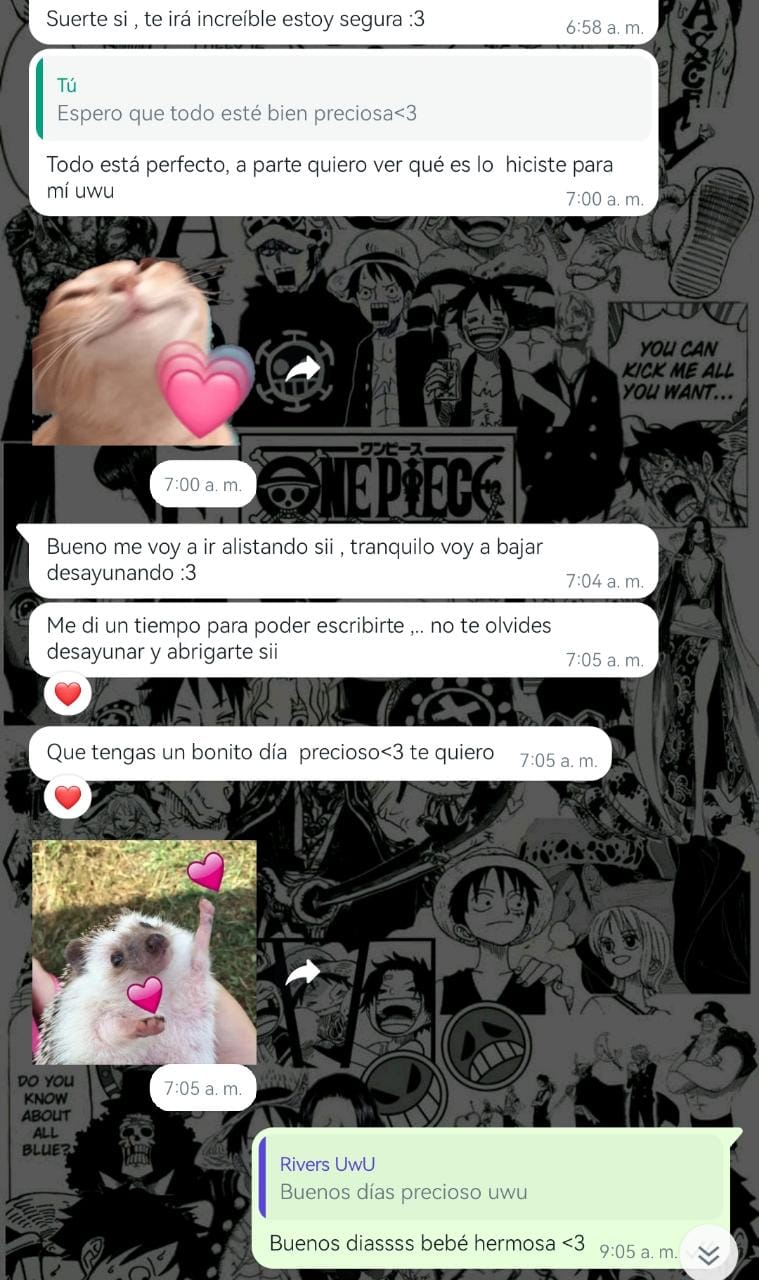 Suerte si , te irá increíble estoy segura :3
6:58 a. m.
Tú
Espero que todo esté bien preciosa<3
Todo está perfecto, a parte quiero ver qué es lo hiciste para
mí uwu
7:00 a. m.
YOU CAN
KICK ME ALL
YOU WANT...
ワンピース
ONE PIECE
7:00 a. m.
Bueno me voy a ir alistando sii , tranquilo voy a bajar
desayunando :3
7:04 a. m.
Me di un tiempo para poder escribirte ,.. no te olvides
desayunar y abrigarte sii
7:05 a. m.
Que tengas un bonito día precioso<3 te quiero
7:05 a. m.
7:05 a. m.
DO YOU
KNOW
ABOUT
ALL
BLUE?
Rivers UwU
Buenos días precioso uwu
Buenos diassss bebé hermosa <3
9:05 a. m.